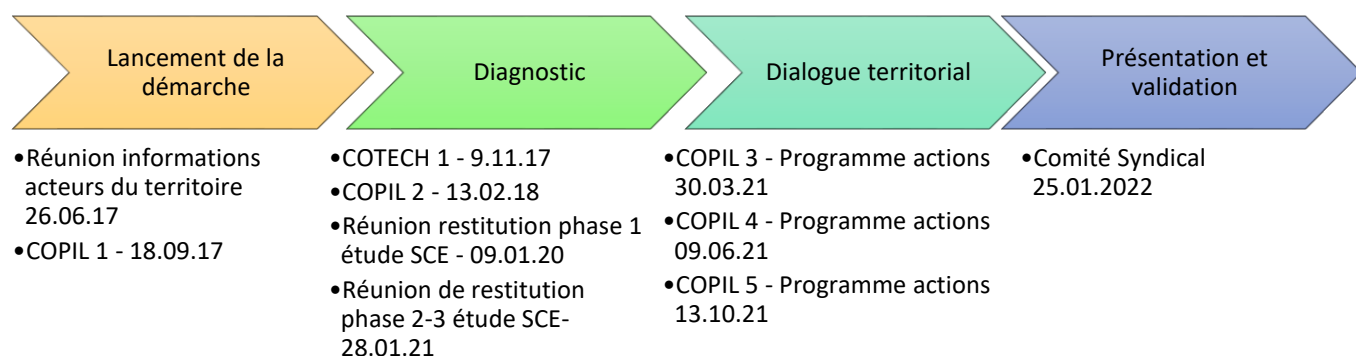 Lancement de la
démarche
•Réunion informations
acteurs du territoire
26.06.17
•COPIL 1 - 18.09.17
Diagnostic
•COTECH 1 - 9.11.17
•COPIL 2 - 13.02.18
•Réunion restitution phase 1
étude SCE - 09.01.20
•Réunion de restitution
phase 2-3 étude SCE-
28.01.21
Dialogue territorial
•COPIL 3 - Programme actions
30.03.21
•COPIL 4 - Programme actions
09.06.21
•COPIL 5 - Programme actions
13.10.21
Présentation et
validation
•Comité Syndical
25.01.2022